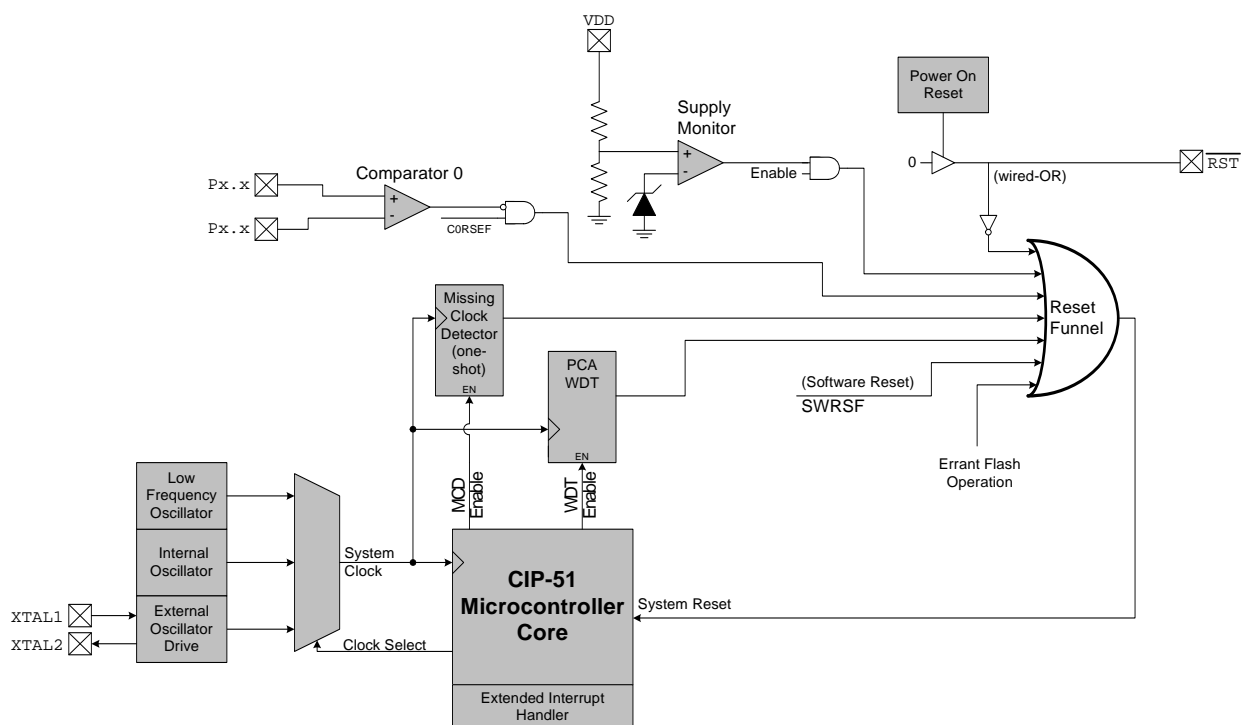 VDD
Power On
Reset
Supply
Monitor
+
-
Enable
0
(wired-OR)
RST
Px.x
Comparator 0
+
-
Px.x
C0RSEF
Missing
Clock
Detector
(one-
shot)
EN
PCA
WDT
EN
Reset
Funnel
(Software Reset)
SWRSF
Errant Flash
Operation
MCD
Enable
WDT
Enable
Low
Frequency
Oscillator
Internal
Oscillator
External
Oscillator
Drive
XTAL1
XTAL2
System
Clock
Clock Select
CIP-51
Microcontroller
Core
System Reset
Extended Interrupt
Handler